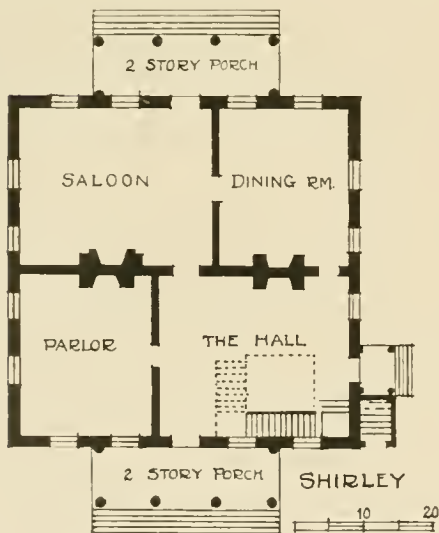 2 STORY PORCH
SALOON
DINING RM.
PARLOR
THE HALL
2 STORY PORCH
SHIRLEY
10 20